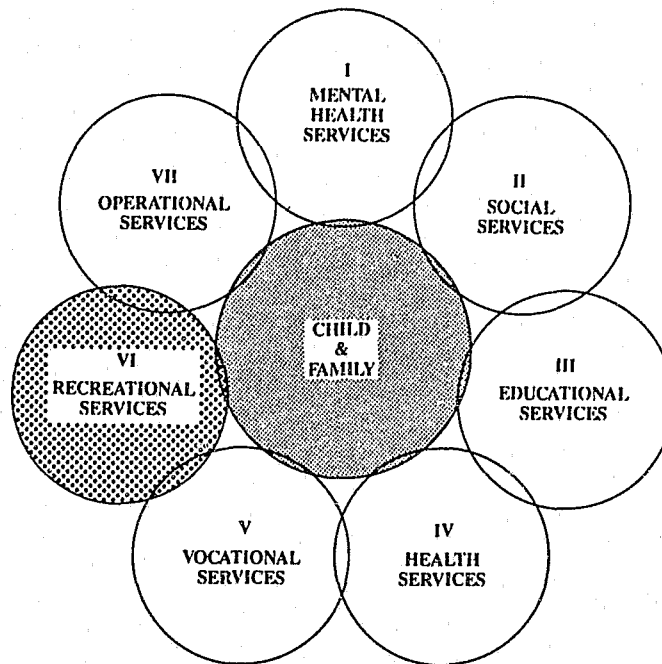 I
MENTAL
HEALTH
SERVICES
II
SOCIAL
SERVICES
III
EDUCATIONAL
SERVICES
IV
HEALTH
SERVICES
V
VOCATIONAL
SERVICES
VI
RECREATIONAL
SERVICES
VII
OPERATIONAL
SERVICES
CHILD
&
FAMILY